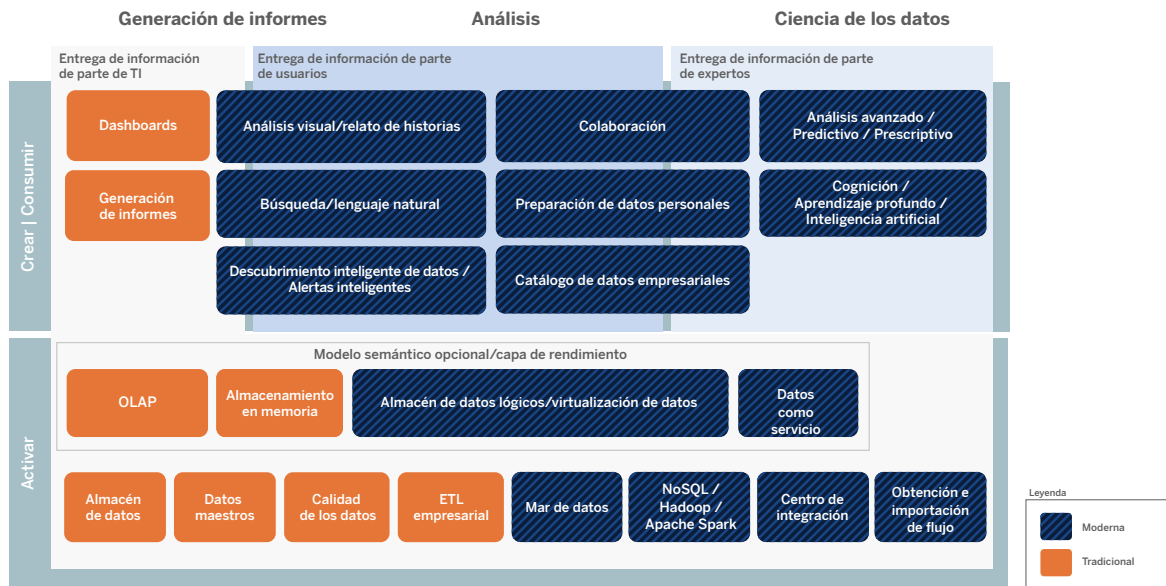 Generación de informes
Análisis
Ciencia de los datos
Entrega de información
de parte de TI
Entrega de información de parte
de usuarios
Entrega de información de parte
de expertos
Crear | Consumir
Dashboards
Análisis visual/relato de historias
Colaboración
Análisis avanzado /
Predictivo / Prescriptivo
Generación
de informes
Búsqueda/lenguaje natural
Preparación de datos personales
Cognición /
Aprendizaje profundo /
Inteligencia artificial
Descubrimiento inteligente de datos /
Alertas inteligentes
Catálogo de datos empresariales
Activar
Modelo semántico opcional/capa de rendimiento
OLAP
Almacenamiento
en memoria
Almacén de datos lógicos/virtualización de datos
Datos
como
servicio
Almacén
de datos
Datos
maestros
Calidad
de los datos
ETL
empresarial
Mar de datos
NoSQL /
Hadoop /
Apache Spark
Centro de
integración
Obtención e
importación
de flujo
Leyenda
Moderna
Tradicional